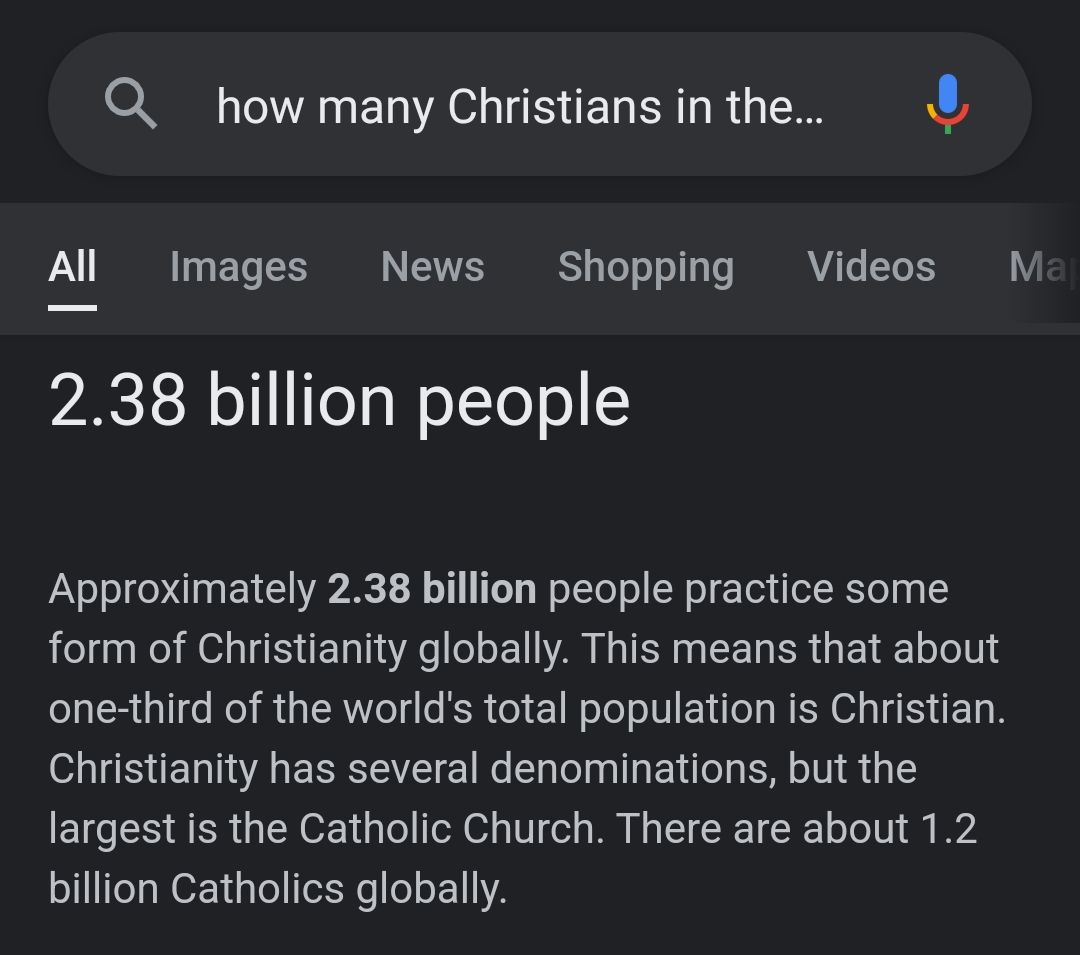 how many Christians in the...
All Images News Shopping Videos
2.38 billion people
Approximately 2.38 billion people practice some
form of Christianity globally. This means that about
one-third of the world's total population is Christian.
Christianity has several denominations, but the
largest is the Catholic Church. There are about 1.2
billion Catholics globally.